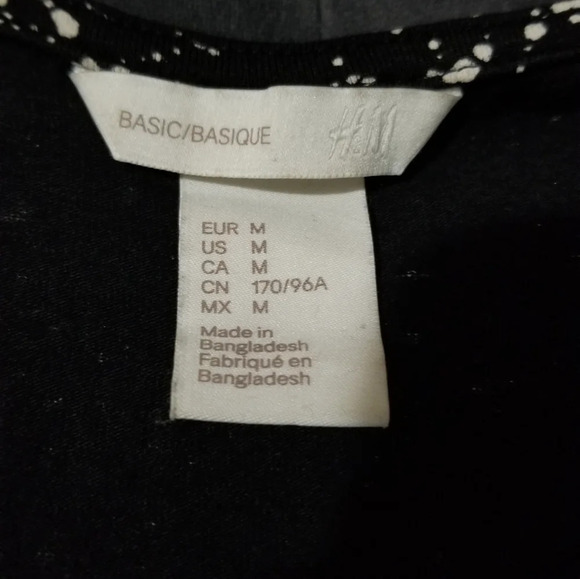 BASIC/BASIQUE H&M
EUR M
US M
CA M
CN 170/96A
MX M
Made in
Bangladesh
Fabriqué en
Bangladesh